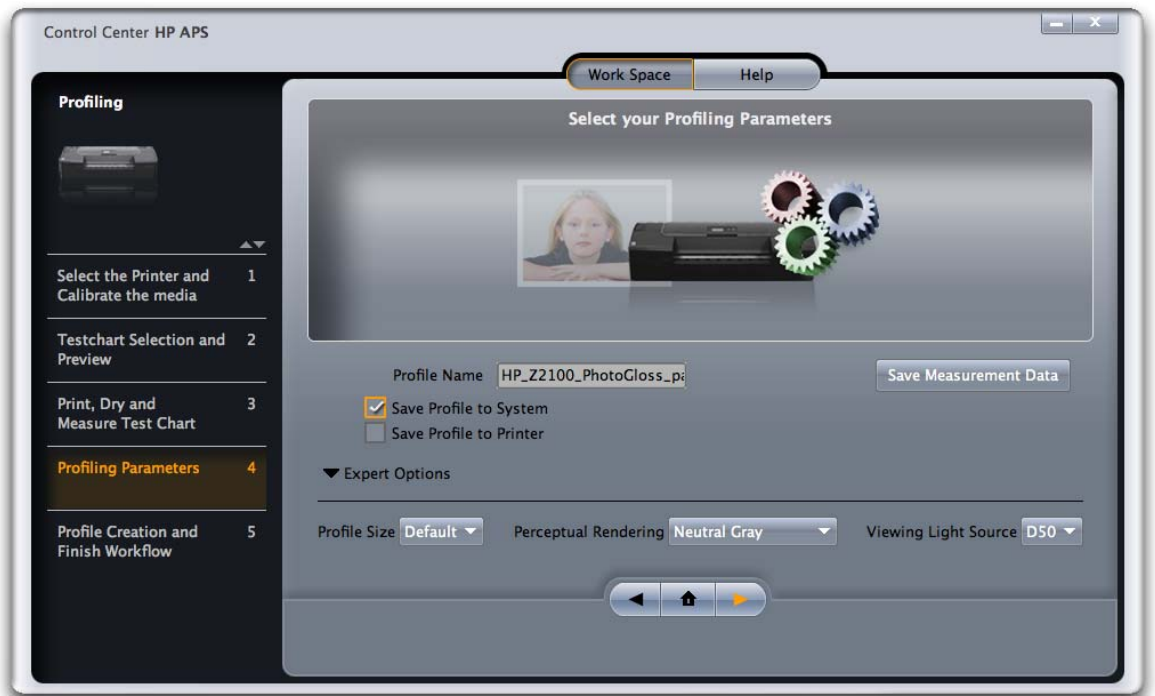 Control Center HP APS
Work Space
Help
Profiling
Select the Printer and 1
Calibrate the media
Testchart Selection and 2
Preview
Print, Dry and 3
Measure Test Chart
Profiling Parameters 4
Profile Creation and 5
Finish Workflow
Select your Profiling Parameters
Profile Name HP_Z2100_PhotoGloss_pa
Save Measurement Data
Save Profile to System
Save Profile to Printer
Expert Options
Profile Size Default Perceptual Rendering Neutral Gray Viewing Light Source D50